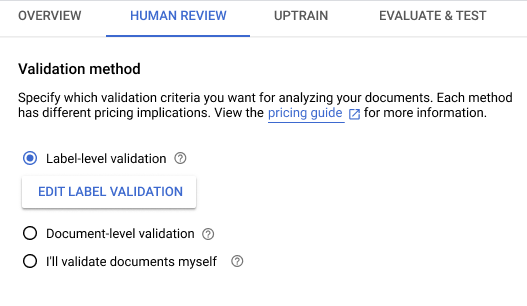 OVERVIEW HUMAN REVIEW UPTRAIN EVALUATE & TEST
Validation method
Specify which validation criteria you want for analyzing your documents. Each method
has different pricing implications. View the pricing guide for more information.
Label-level validation
EDIT LABEL VALIDATION
Document-level validation
I'll validate documents myself